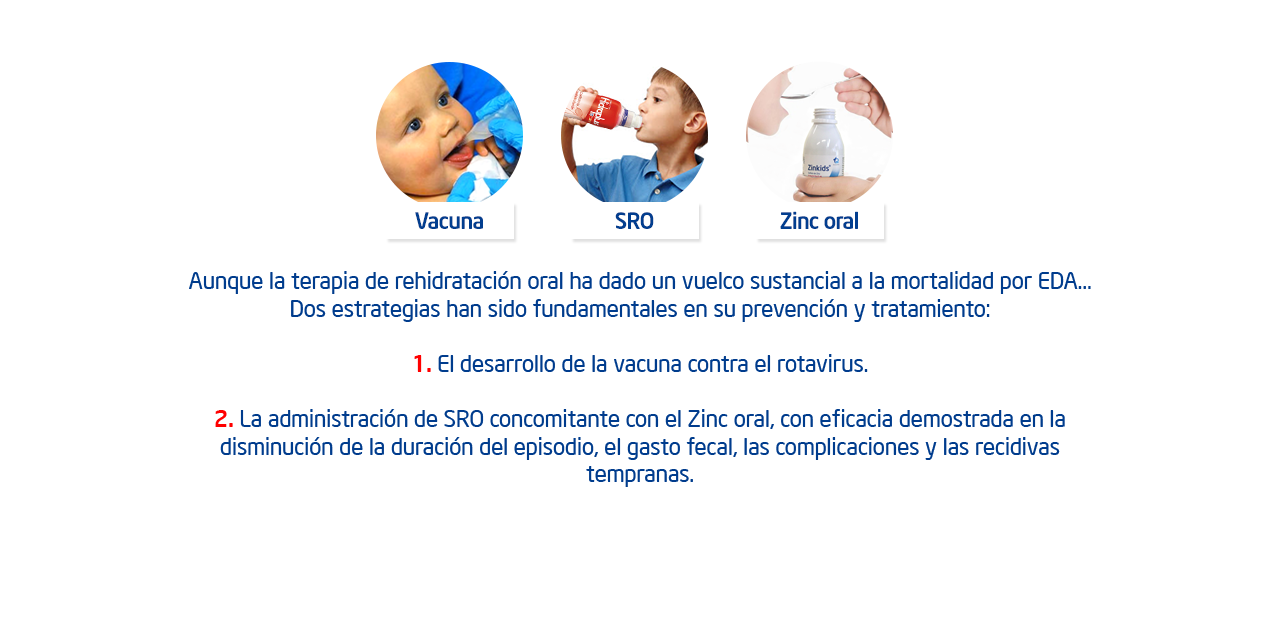 Zinkids
Vacuna
SRO
Zinc oral
Aunque la terapia de rehidratación oral ha dado un vuelco sustancial a la mortalidad por EDA...
Dos estrategias han sido fundamentales en su prevención y tratamiento:
1. El desarrollo de la vacuna contra el rotavirus.
2. La administración de SRO concomitante con el Zinc oral, con eficacia demostrada en la
disminución de la duración del episodio, el gasto fecal, las complicaciones y las recidivas
tempranas.